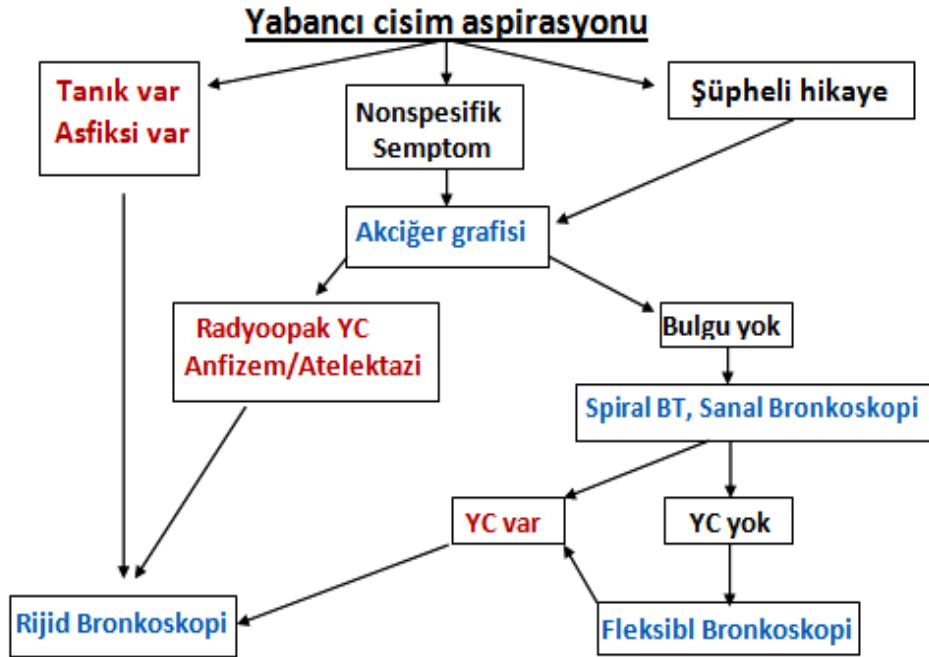 Yabancı cisim aspirasyonu
Tanık var
Asfiksi var
Nonspesifik
Semptom
Şüpheli hikaye
Akciğer grafisi
Radyoopak YC
Anfizem/Atelektazi
Bulgu yok
Spiral BT, Sanal Bronkoskopi
YC var
YC yok
Rijid Bronkoskopi
Fleksibl Bronkoskopi